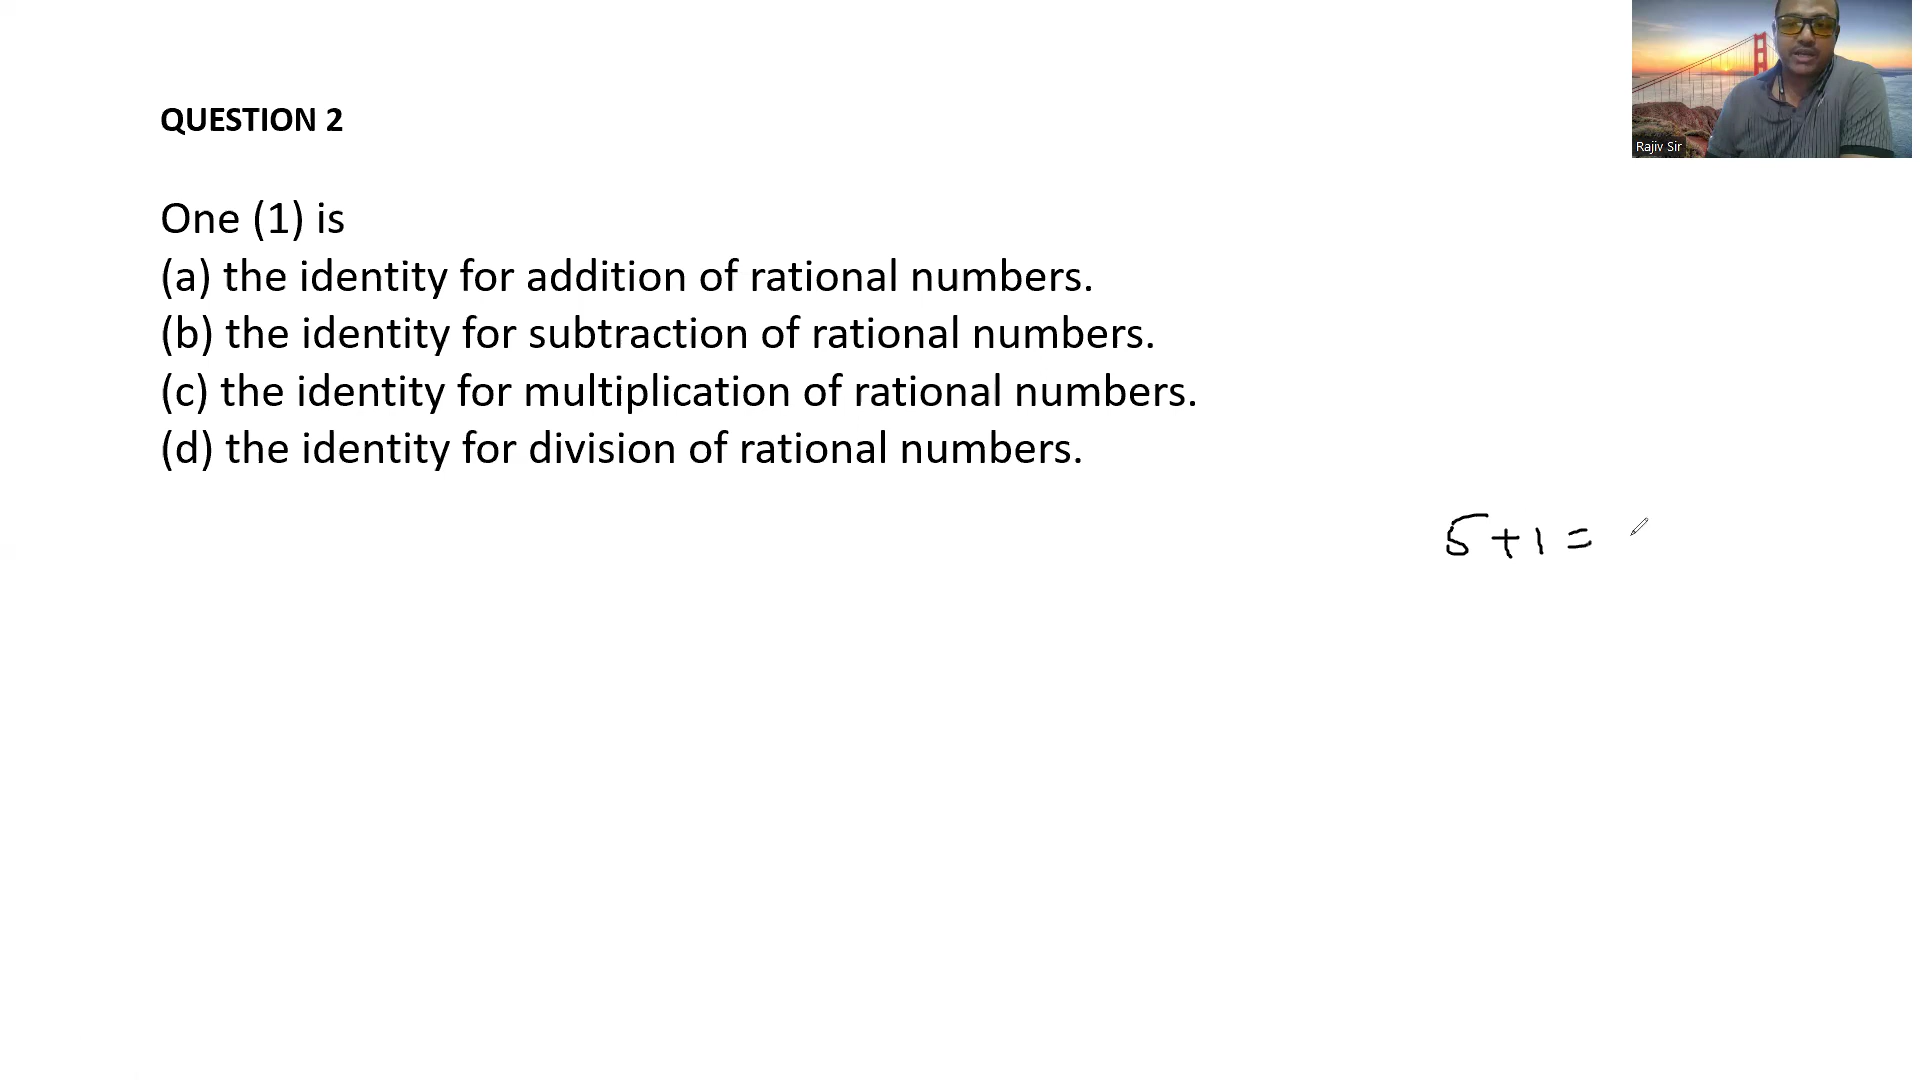 Rajiv Sir
QUESTION 2
One (1) is
(a) the identity for addition of rational numbers.
(b) the identity for subtraction of rational numbers.
(c) the identity for multiplication of rational numbers.
(d) the identity for division of rational numbers.
5+1=